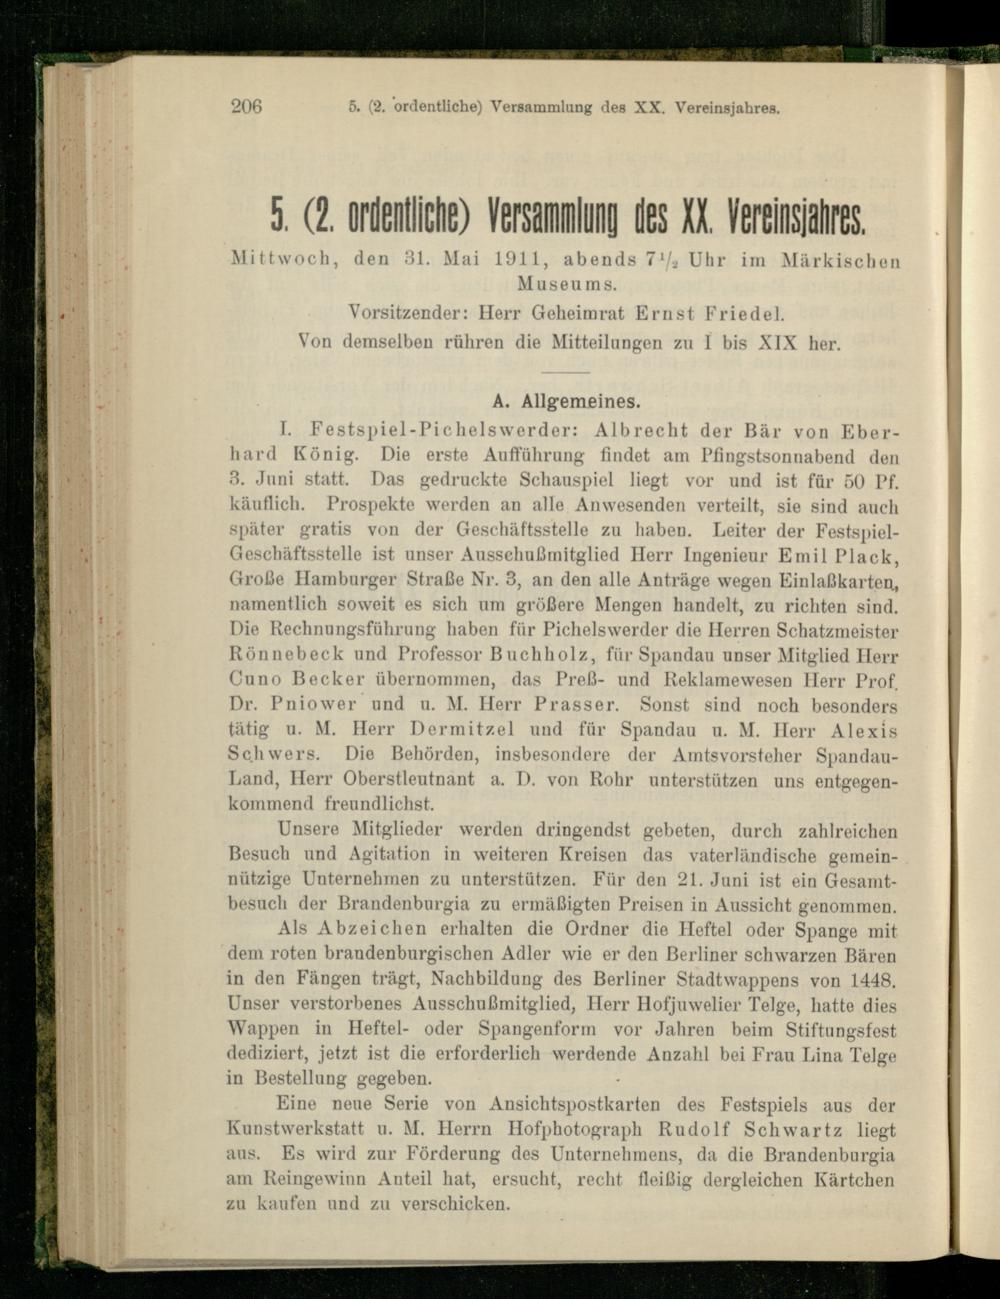 206 5. (2. ordentliche) Versammlung des XX. Vereinsjahres.
5. (2. ordentliche) Versammlung des XX. Vereinsjahres.
Mittwoch, den 31. Mai 1911, abends 7½ Uhr im Märkischen
Museums.
Vorsitzender: Herr Geheimrat Ernst Friedel.
Von demselben rühren die Mitteilungen zu I bis XIX her.
A. Allgemeines.
I. Festspiel-Pichelswerder: Albrecht der Bär von Eber-
hard König. Die erste Aufführung findet am Pfingstsonnabend den
3. Juni statt. Das gedruckte Schauspiel liegt vor und ist für 50 Pf.
käuflich. Prospekte werden an alle Anwesenden verteilt, sie sind auch
später gratis von der Geschäftsstelle zu haben. Leiter der Festspiel-
Geschäftsstelle ist unser Ausschußmitglied Herr Ingenieur Emil Plack,
Große Hamburger Straße Nr. 3, an den alle Anträge wegen Einlaßkarten,
namentlich soweit es sich um größere Mengen handelt, zu richten sind.
Die Rechnungsführung haben für Pichelswerder die Herren Schatzmeister
Rönnebeck und Professor Buchholz, für Spandau unser Mitglied Herr
Cuno Becker übernommen, das Preß- und Reklamewesen Herr Prof.
Dr. Pniower und u. M. Herr Prasser. Sonst sind noch besonders
tätig u. M. Herr Dermitzel und für Spandau u. M. Herr Alexis
Schwers. Die Behörden, insbesondere der Amtsvorsteher Spandau-
Land, Herr Oberstleutnant a. D. von Rohr unterstützen uns entgegen-
kommend freundlichst.
Unsere Mitglieder werden dringendst gebeten, durch zahlreichen
Besuch und Agitation in weiteren Kreisen das vaterländische gemein-
nützige Unternehmen zu unterstützen. Für den 21. Juni ist ein Gesamt-
besuch der Brandenburgia zu ermäßigten Preisen in Aussicht genommen.
Als Abzeichen erhalten die Ordner die Heftel oder Spange mit
dem roten brandenburgischen Adler wie er den Berliner schwarzen Bären
in den Fängen trägt, Nachbildung des Berliner Stadtwappens von 1448.
Unser verstorbenes Ausschußmitglied, Herr Hofjuwelier Telge, hatte dies
Wappen in Heftel- oder Spangenform vor Jahren beim Stiftungsfest
dediziert, jetzt ist die erforderlich werdende Anzahl bei Frau Lina Telge
in Bestellung gegeben.
Eine neue Serie von Ansichtspostkarten des Festspiels aus der
Kunstwerkstatt u. M. Herrn Hofphotograph Rudolf Schwartz liegt
aus. Es wird zur Förderung des Unternehmens, da die Brandenburgia
am Reingewinn Anteil hat, ersucht, recht fleißig dergleichen Kärtchen
zu kaufen und zu verschicken.